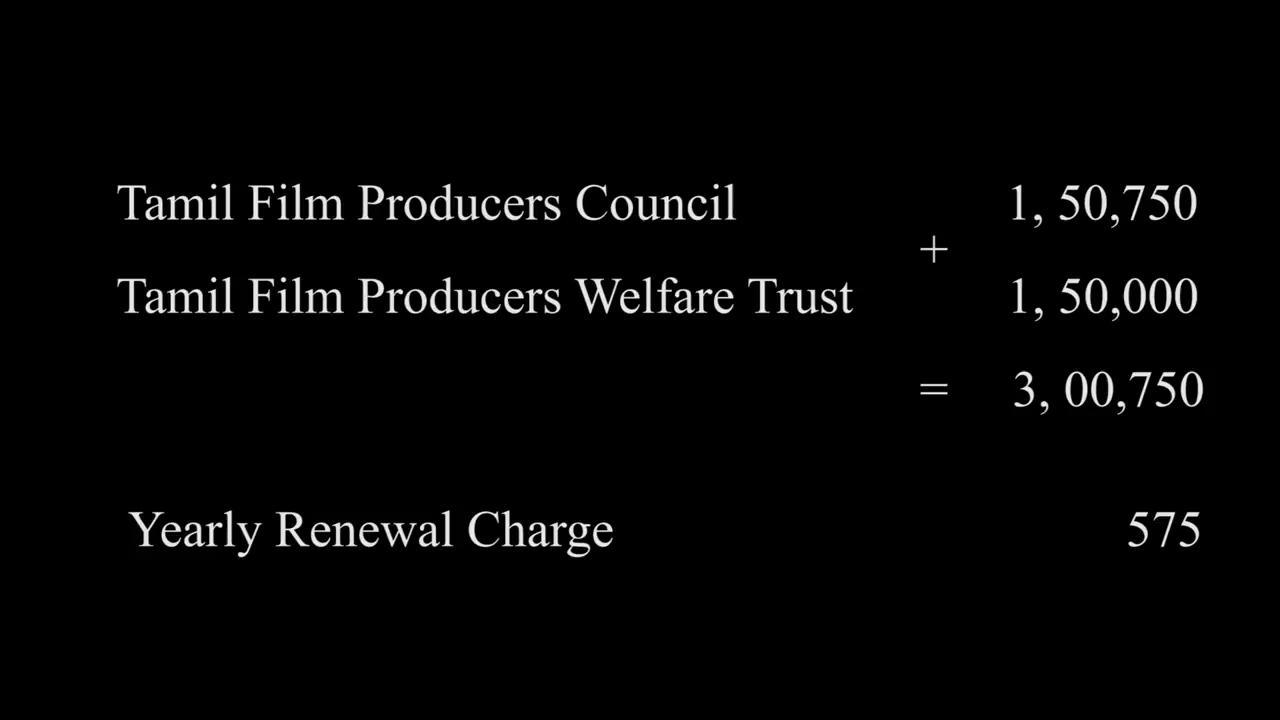 Tamil Film Producers Council 1, 50,750
+
Tamil Film Producers Welfare Trust 1, 50,000
= 3, 00,750
Yearly Renewal Charge 575